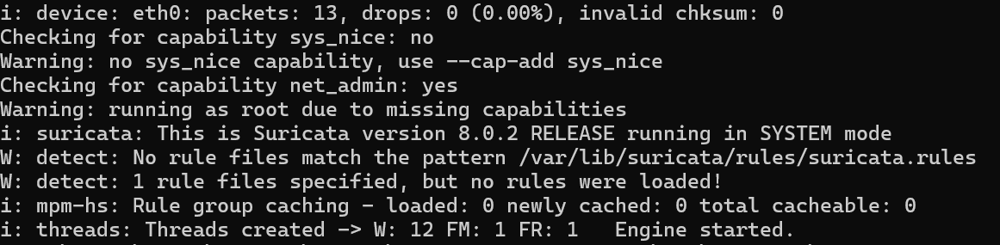 i: device: eth0: packets: 13, drops: 0 (0.00%), invalid chksum: 0
Checking for capability sys_nice: no
Warning: no sys_nice capability, use --cap-add sys_nice
Checking for capability net_admin: yes
Warning: running as root due to missing capabilities
i: suricata: This is Suricata version 8.0.2 RELEASE running in SYSTEM mode
W: detect: No rule files match the pattern /var/lib/suricata/rules/suricata.rules
W: detect: 1 rule files specified, but no rules were loaded!
i: mpm-hs: Rule group caching - loaded: 0 newly cached: 0 total cacheable: 0
i: threads: Threads created -> W: 12 FM: 1 FR: 1   Engine started.